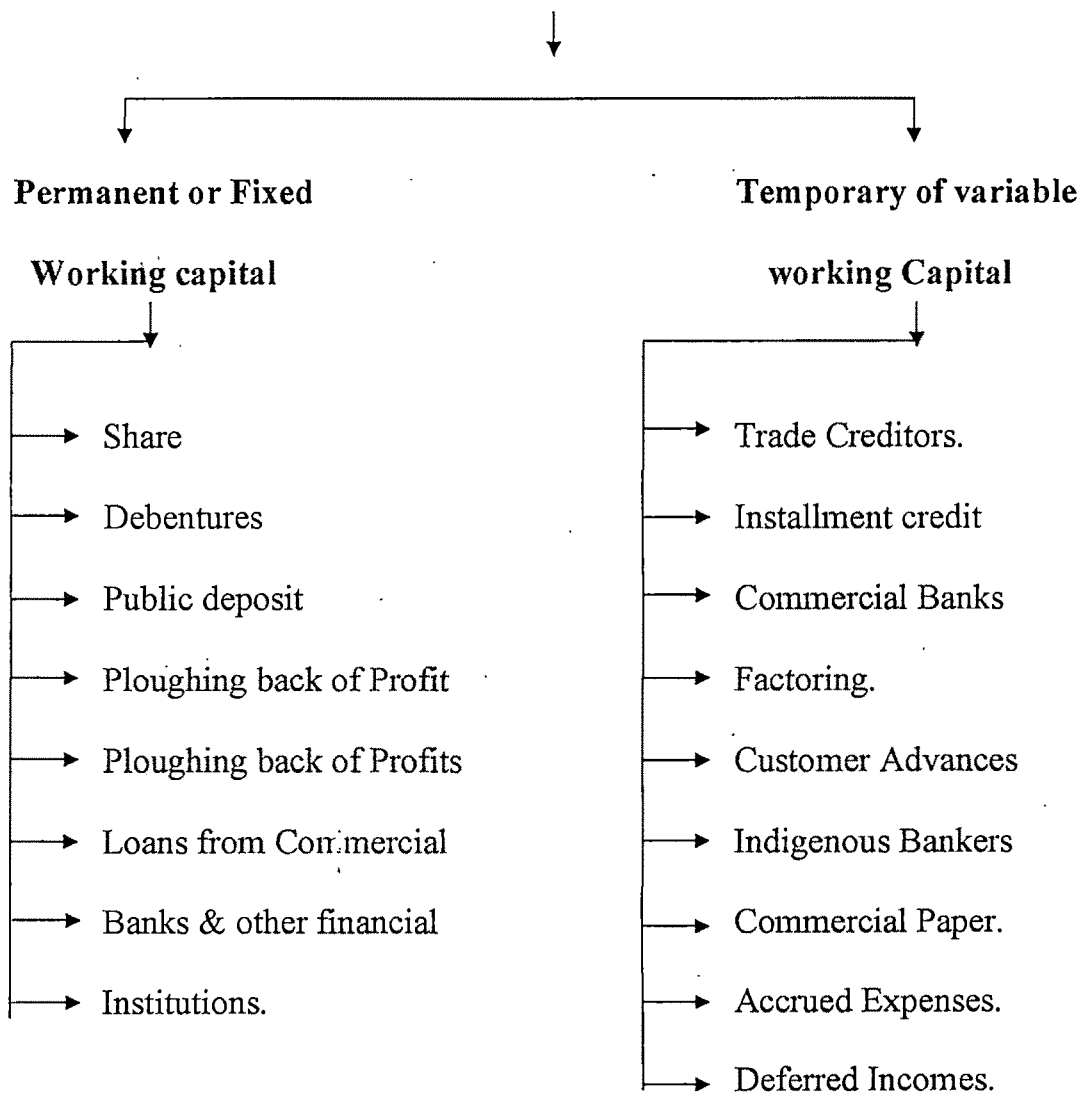 Permanent or Fixed
Working capital
Share
Debentures
Public deposit
Ploughing back of Profit
Ploughing back of Profits
Loans from Commercial
Banks & other financial
Institutions.
Temporary of variable
working Capital
Trade Creditors.
Installment credit
Commercial Banks
Factoring.
Customer Advances
Indigenous Bankers
Commercial Paper.
Accrued Expenses.
Deferred Incomes.